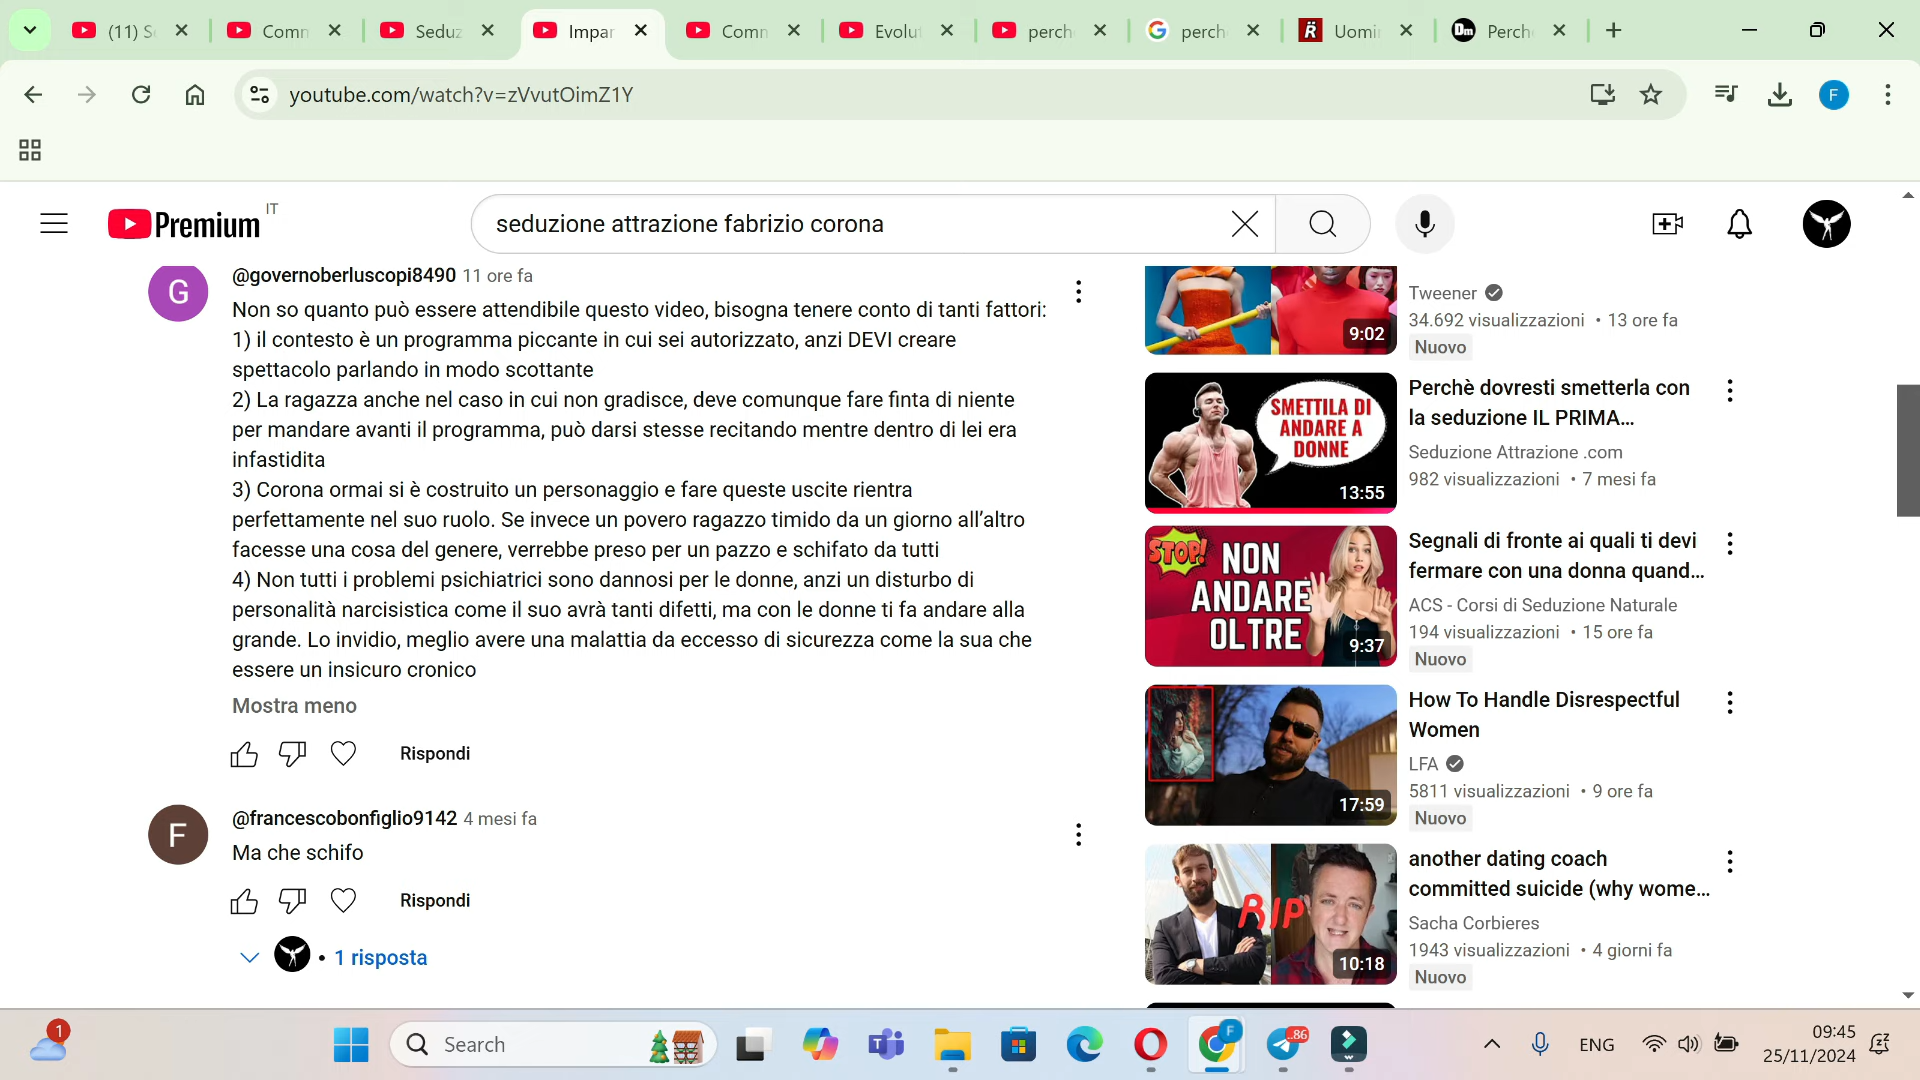 (11) S
Comm
Seduz
Impar
Comm
Evolut
perch
perch
Uomi
Perch
youtube.com/watch?v=zVvutOimZ1Y
F
Premium
IT
seduzione attrazione fabrizio corona
G
@governoberluscopi8490 11 ore fa
Non so quanto può essere attendibile questo video, bisogna tenere conto di tanti fattori:
1) il contesto è un programma piccante in cui sei autorizzato, anzi DEVI creare
spettacolo parlando in modo scottante
2) La ragazza anche nel caso in cui non gradisce, deve comunque fare finta di niente
per mandare avanti il programma, può darsi stesse recitando mentre dentro di lei era
infastidita
3) Corona ormai si è costruito un personaggio e fare queste uscite rientra
perfettamente nel suo ruolo. Se invece un povero ragazzo timido da un giorno all’altro
facesse una cosa del genere, verrebbe preso per un pazzo e schifato da tutti
4) Non tutti i problemi psichiatrici sono dannosi per le donne, anzi un disturbo di
personalità narcisistica come il suo avrà tanti difetti, ma con le donne ti fa andare alla
grande. Lo invidio, meglio avere una malattia da eccesso di sicurezza come la sua che
essere un insicuro cronico
Mostra meno
Rispondi
F
@francescobonfiglio9142 4 mesi fa
Ma che schifo
Rispondi
• 1 risposta
9:02
Tweener
34.692 visualizzazioni • 13 ore fa
Nuovo
SMETTILA DI
ANDARE A
DONNE
13:55
Perchè dovresti smetterla con
la seduzione IL PRIMA...
Seduzione Attrazione .com
982 visualizzazioni • 7 mesi fa
STOP!
NON
ANDARE
OLTRE
9:37
Segnali di fronte ai quali ti devi
fermare con una donna quand...
ACS - Corsi di Seduzione Naturale
194 visualizzazioni • 15 ore fa
Nuovo
17:59
How To Handle Disrespectful
Women
LFA
5811 visualizzazioni • 9 ore fa
Nuovo
RIP
10:18
another dating coach
committed suicide (why wome...
Sacha Corbieres
1943 visualizzazioni • 4 giorni fa
Nuovo
1
Search
F
..86
ENG
09:45
25/11/2024